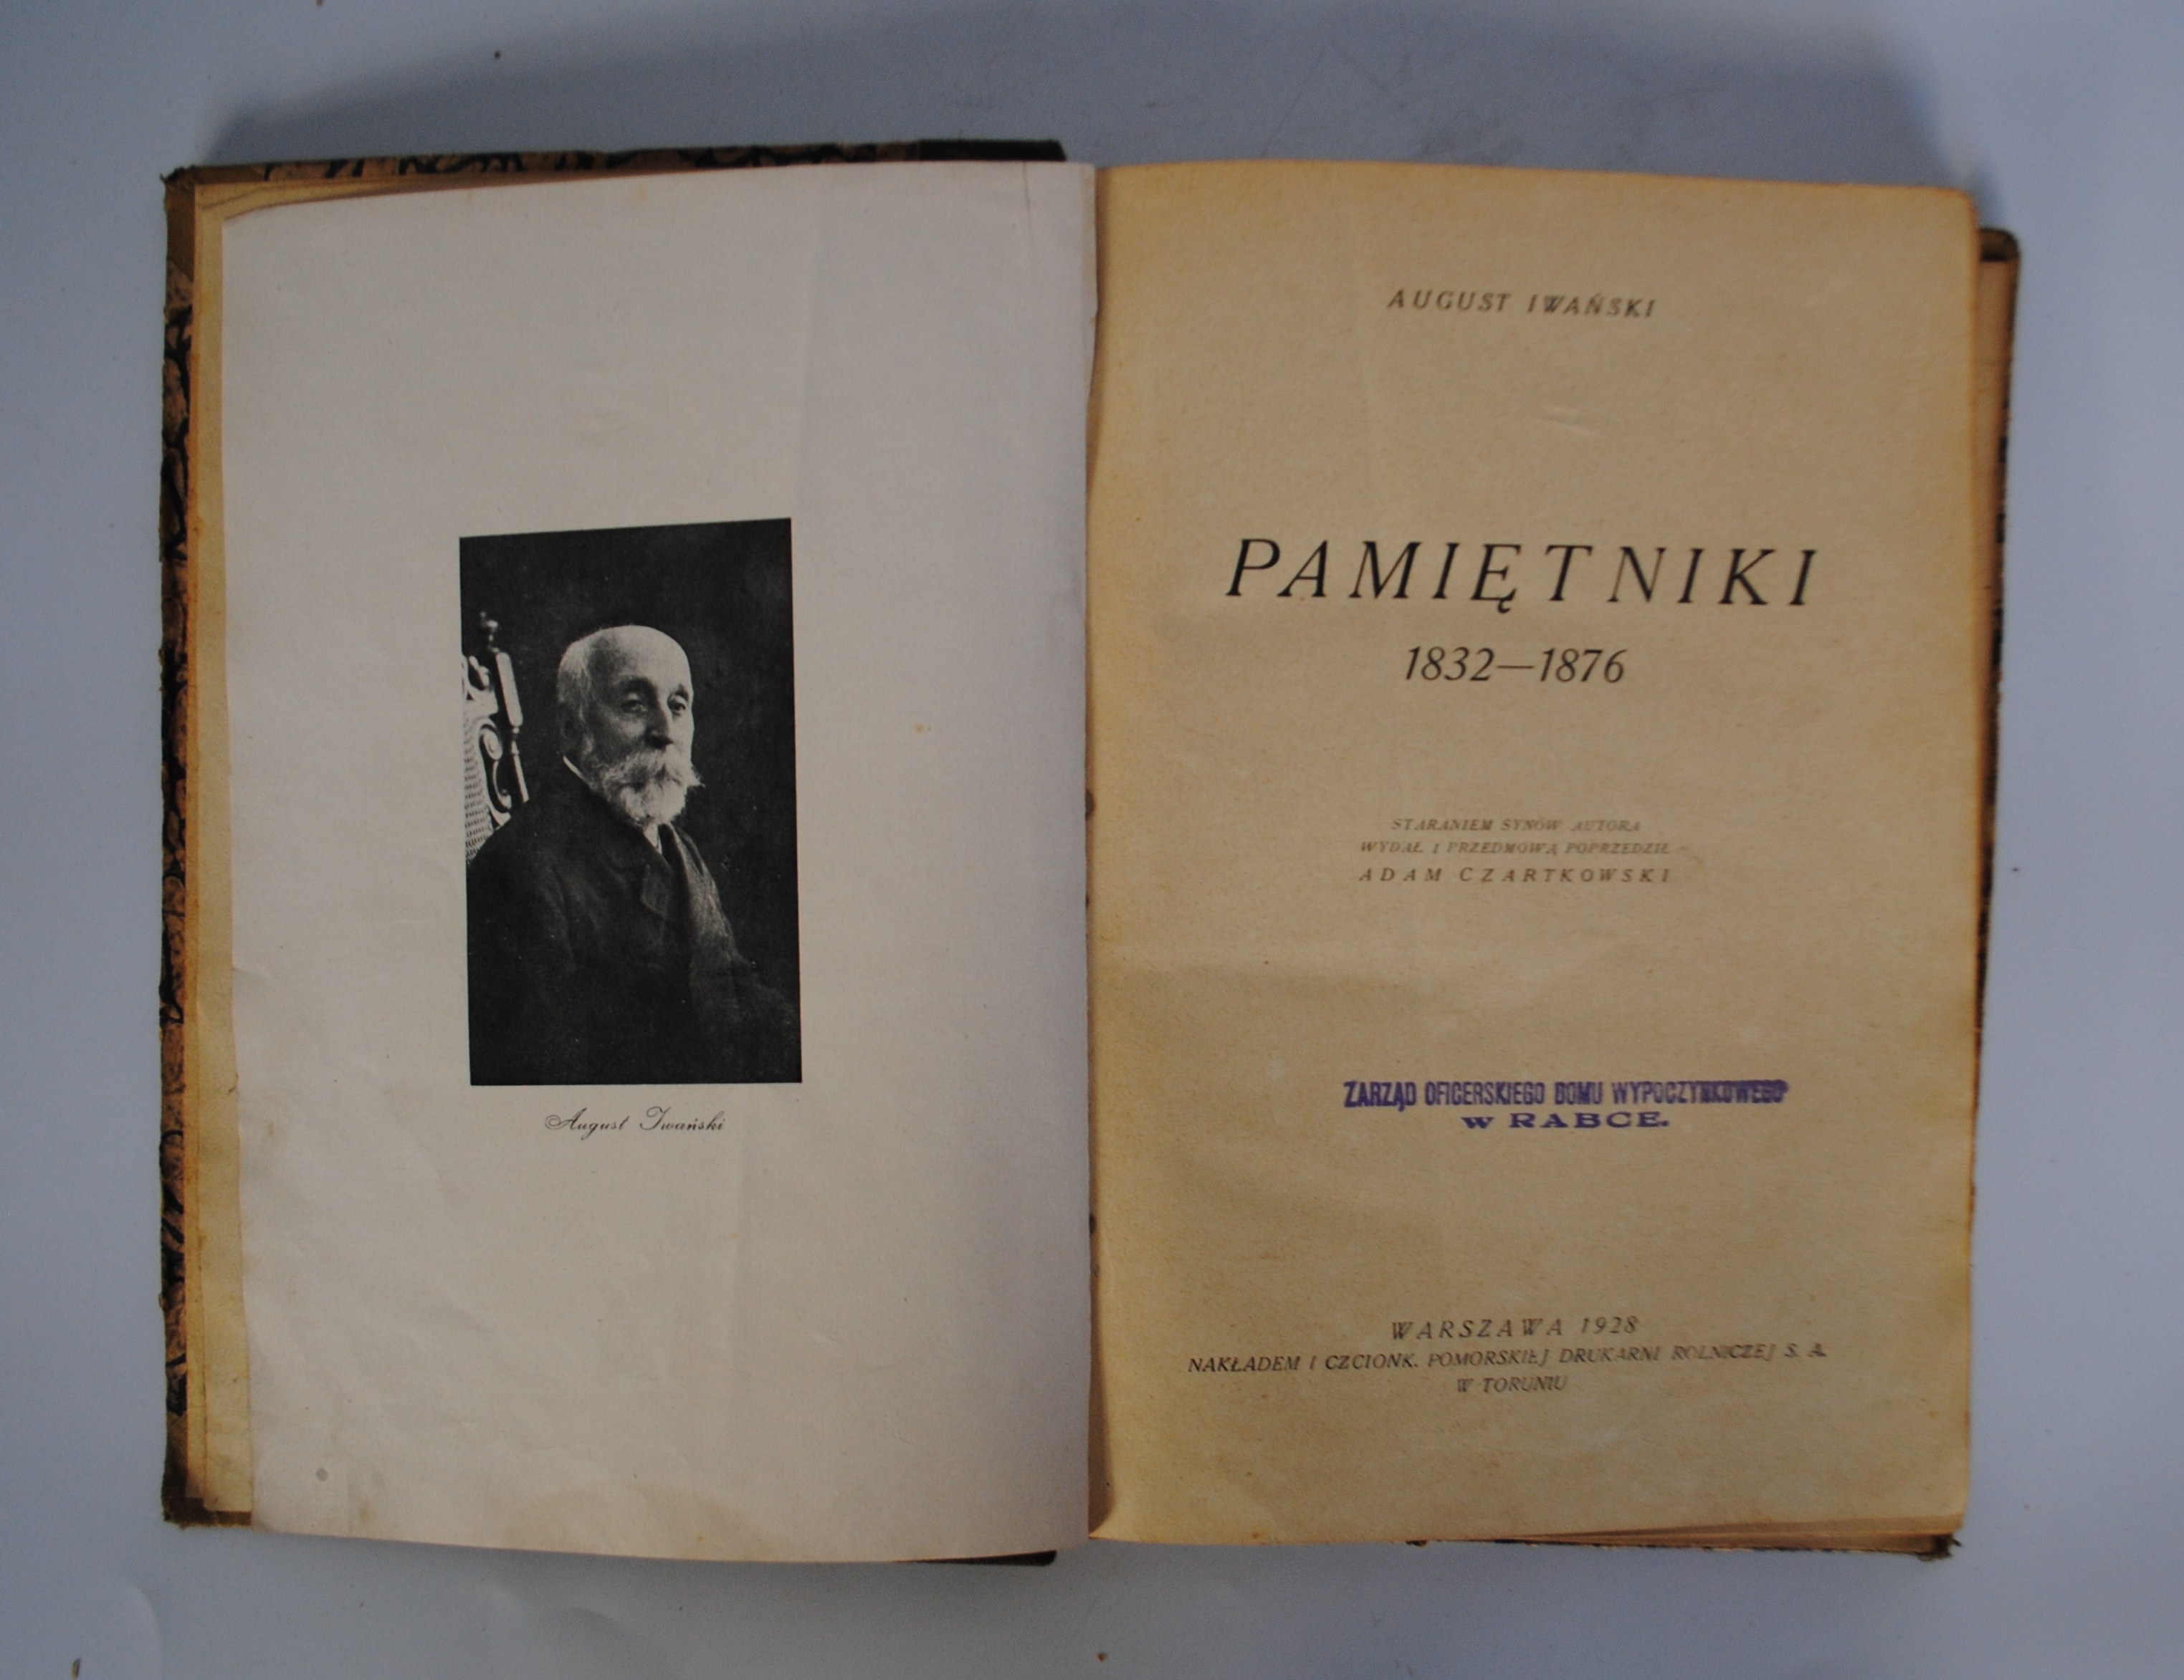 August Iwański
AUGUST IWAŃSKI
PAMIĘTNIKI
1832—1876
STARANIEM SYNÓW AUTORA
WYDAŁ I PRZEDMOWĄ POPRZEDZIŁ
ADAM CZARTKOWSKI
ZARZĄD OFICERSKIEGO DOMU WYPOCZYNKOWEGO
W RABCE.
WARSZAWA 1928
NAKŁADEM I CZCIONK. POMORSKIEJ DRUKARNI ROLNICZEJ S. A.
W TORUNIU